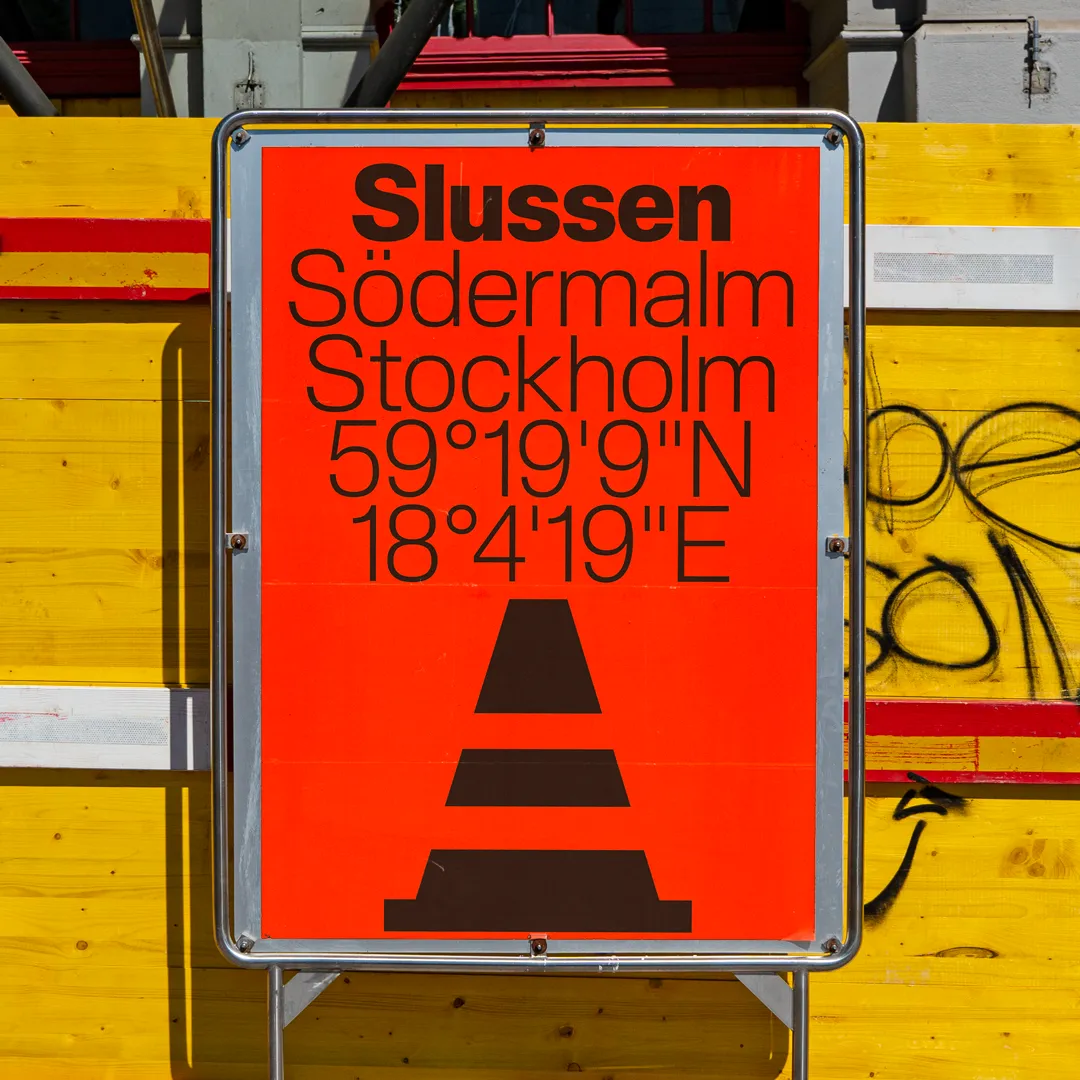 Slussen
Södermalm
Stockholm
59°19'9"N
18°4'19"E